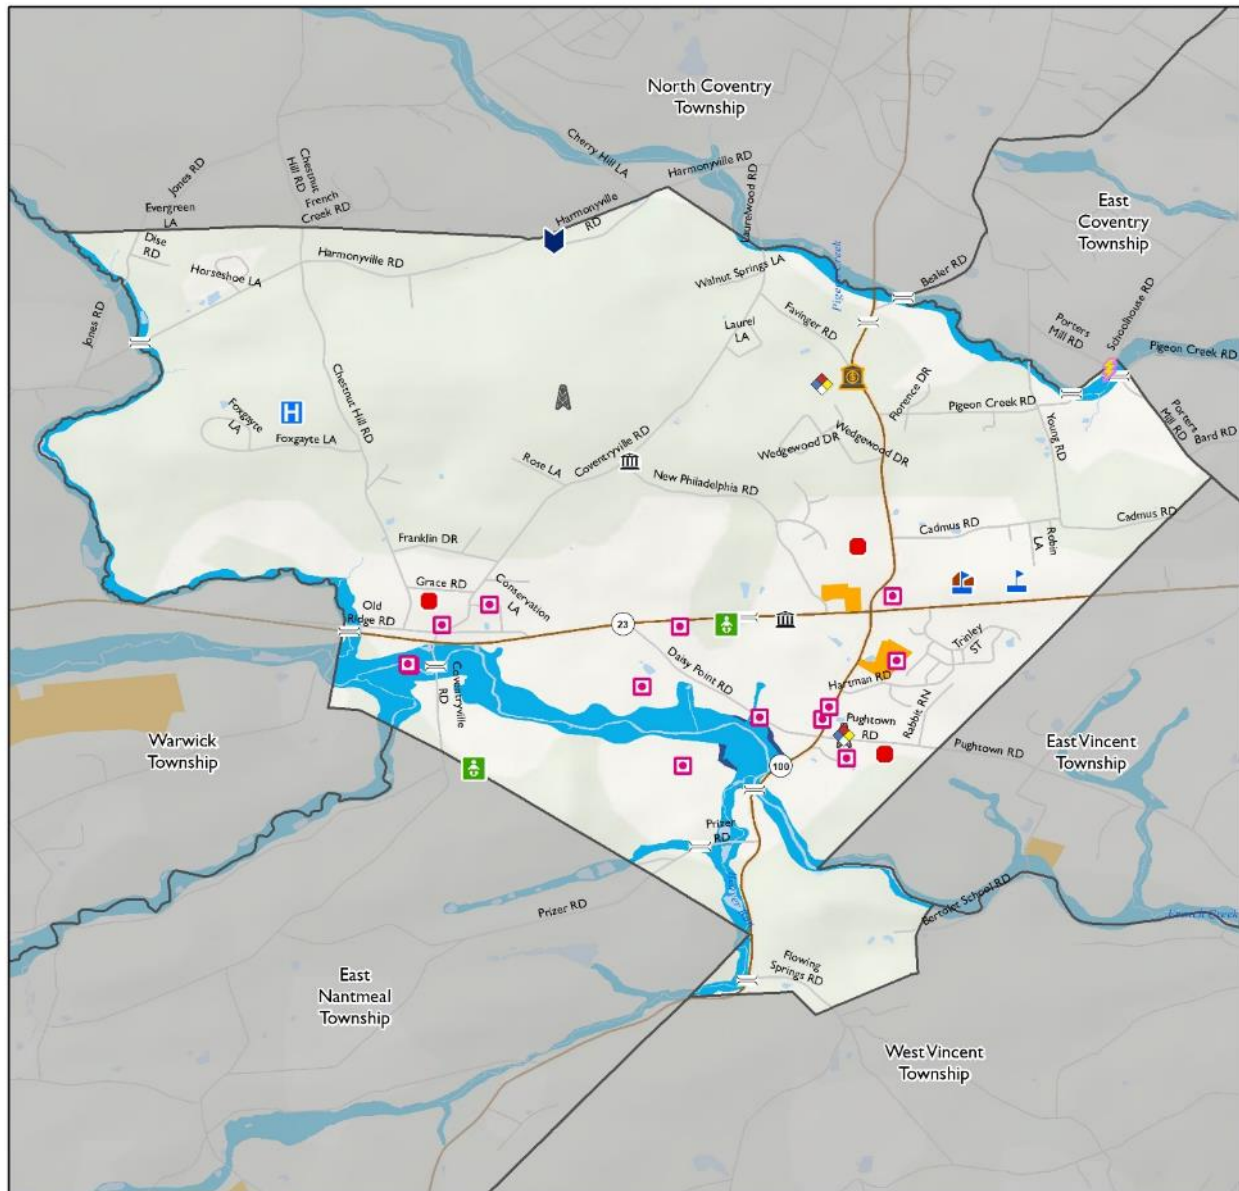 North Coventry
Township
Cherry Hill LA
Harmonyville RD
Jones RD
Chestnut
Hill RD
French
Creek RD
Evergreen
LA
Harmonyville
RD
Laurelwood RD
East
Coventry
Township
Dise
RD
Horseshoe LA
Harmonyville RD
Walnut Springs LA
Pigeon Creek
Bealer RD
Schoolhouse RD
Porters
Mill RD
Pigeon Creek RD
Jones RD
Laurel
LA
Favinger RD
Chestnut Hill RD
Florence DR
Pigeon Creek RD
Porters
Mill RD
Bard RD
H
Foxgayte
LA
Foxgayte LA
Young RD
Wedgewood DR
Wedgewood DR
Coventryville RD
Rose LA
New Philadelphia RD
Cadmus RD
Cadmus RD
Robin
LA
Franklin DR
Grace RD
Conservation
LA
Old
Ridge RD
23
Trinley
ST
Daisy Point RD
Hartman RD
Rabbit RN
Coventryville
RD
Pughtown
RD
Pughtown RD
Warwick
Township
East Vincent
Township
100
Prizer
RD
Prizer RD
Bertolet School RD
French Creek
Flowing
Springs RD
East
Nantmeal
Township
West Vincent
Township